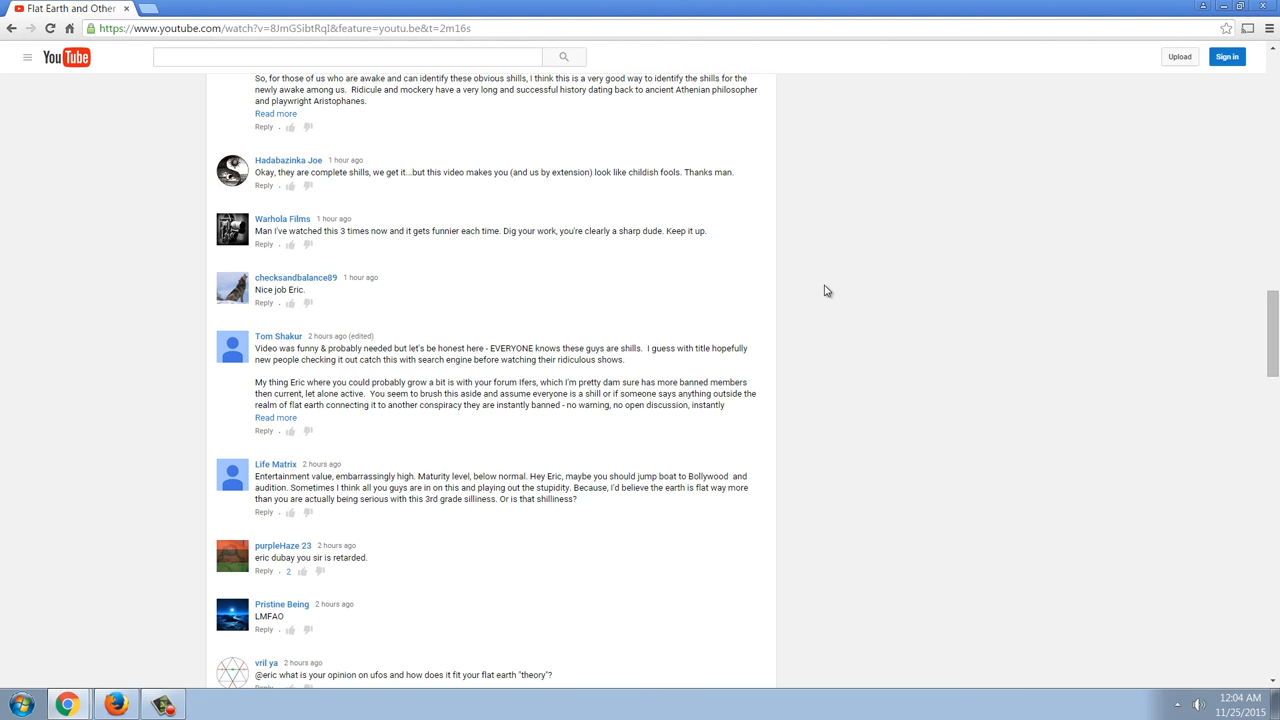 Flat Earth and Other
https://www.youtube.com/watch?v=8JmGSibtRqI&feature=youtu.be&t=2m16s
YouTube
Upload
Sign in
So, for those of us who are awake and can identify these obvious shills, I think this is a very good way to identify the shills for the
newly awake among us.  Ridicule and mockery have a very long and successful history dating back to ancient Athenian philosopher
and playwright Aristophanes.
Read more
Reply
Hadabazinka Joe 1 hour ago
Okay, they are complete shills, we get it...but this video makes you (and us by extension) look like childish fools. Thanks man.
Reply
Warhola Films 1 hour ago
Man I've watched this 3 times now and it gets funnier each time. Dig your work, you're clearly a sharp dude. Keep it up.
Reply
checksandbalance89 1 hour ago
Nice job Eric.
Reply
Tom Shakur 2 hours ago (edited)
Video was funny & probably needed but let's be honest here - EVERYONE knows these guys are shills.  I guess with title hopefully
new people checking it out catch this with search engine before watching their ridiculous shows.
My thing Eric where you could probably grow a bit is with your forum Ifers, which I'm pretty dam sure has more banned members
then current, let alone active.  You seem to brush this aside and assume everyone is a shill or if someone says anything outside the
realm of flat earth connecting it to another conspiracy they are instantly banned - no warning, no open discussion, instantly
Read more
Reply
Life Matrix 2 hours ago
Entertainment value, embarrassingly high. Maturity level, below normal. Hey Eric, maybe you should jump boat to Bollywood  and
audition. Sometimes I think all you guys are in on this and playing out the stupidity. Because, I'd believe the earth is flat way more
than you are actually being serious with this 3rd grade silliness. Or is that shilliness?
Reply
purpleHaze 23 2 hours ago
eric dubay you sir is retarded.
Reply 2
Pristine Being 2 hours ago
LMFAO
Reply
vril ya 2 hours ago
@eric what is your opinion on ufos and how does it fit your flat earth "theory"?
Reply
12:04 AM
11/25/2015